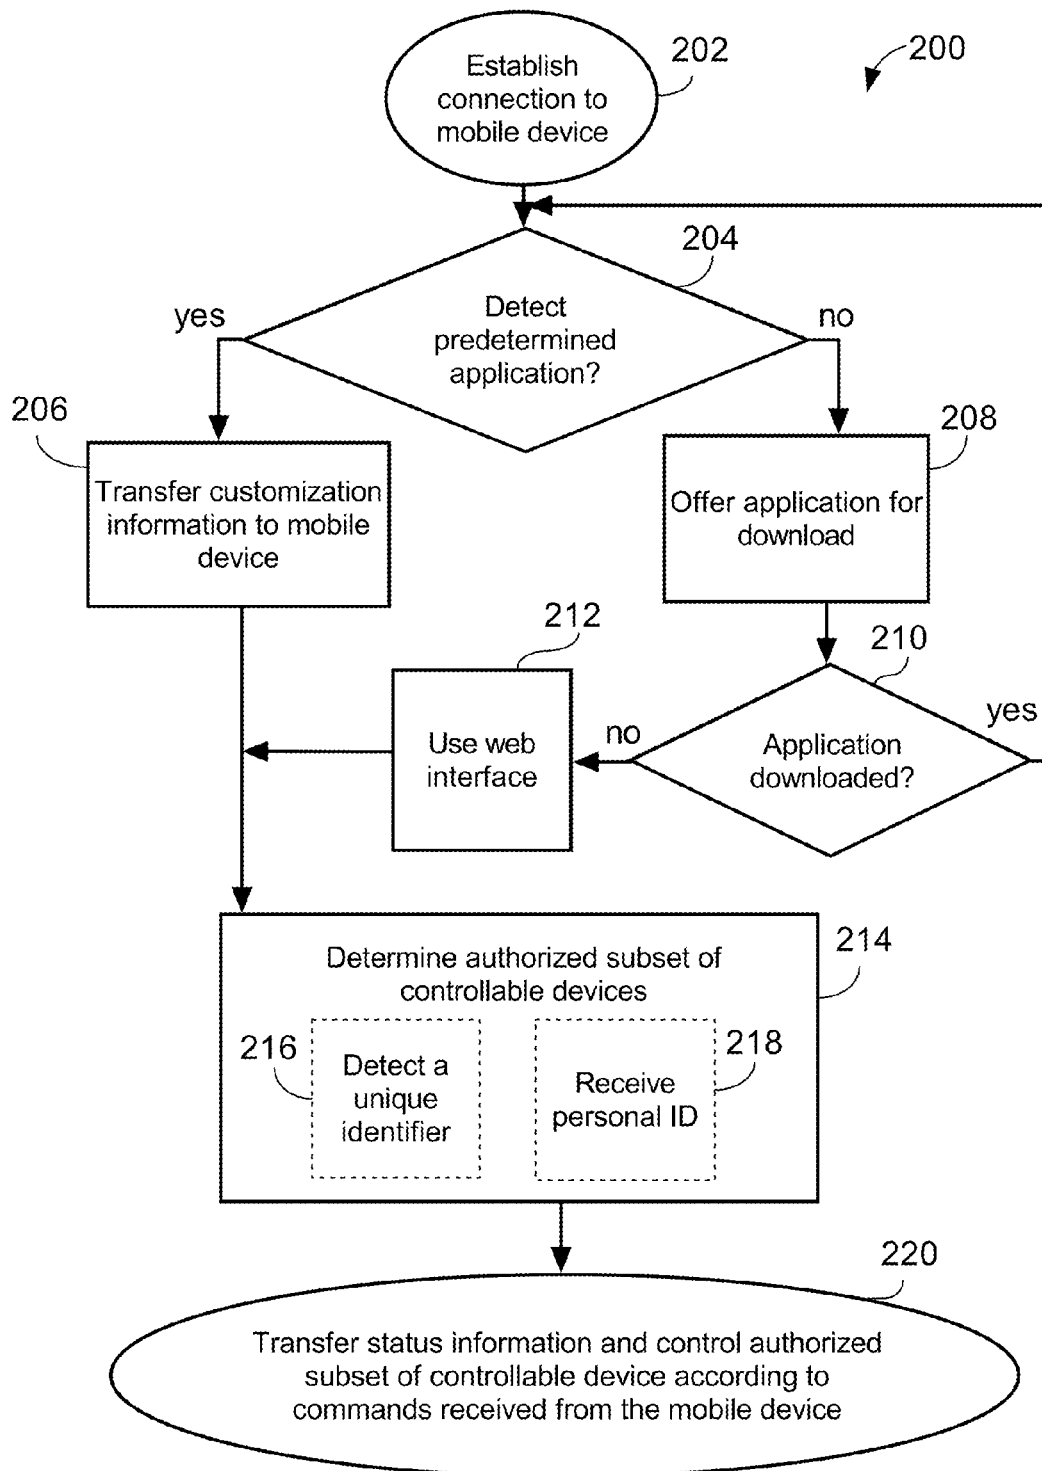 Establish
connection to
mobile device
202
200
204
Detect
predetermined
application?
yes
no
206
Transfer customization
information to mobile
device
208
Offer application for
download
212
Use web
interface
210
no
yes
Application
downloaded?
214
Determine authorized subset of
controllable devices
216
Detect a
unique
identifier
218
Receive
personal ID
220
Transfer status information and control authorized
subset of controllable device according to
commands received from the mobile device